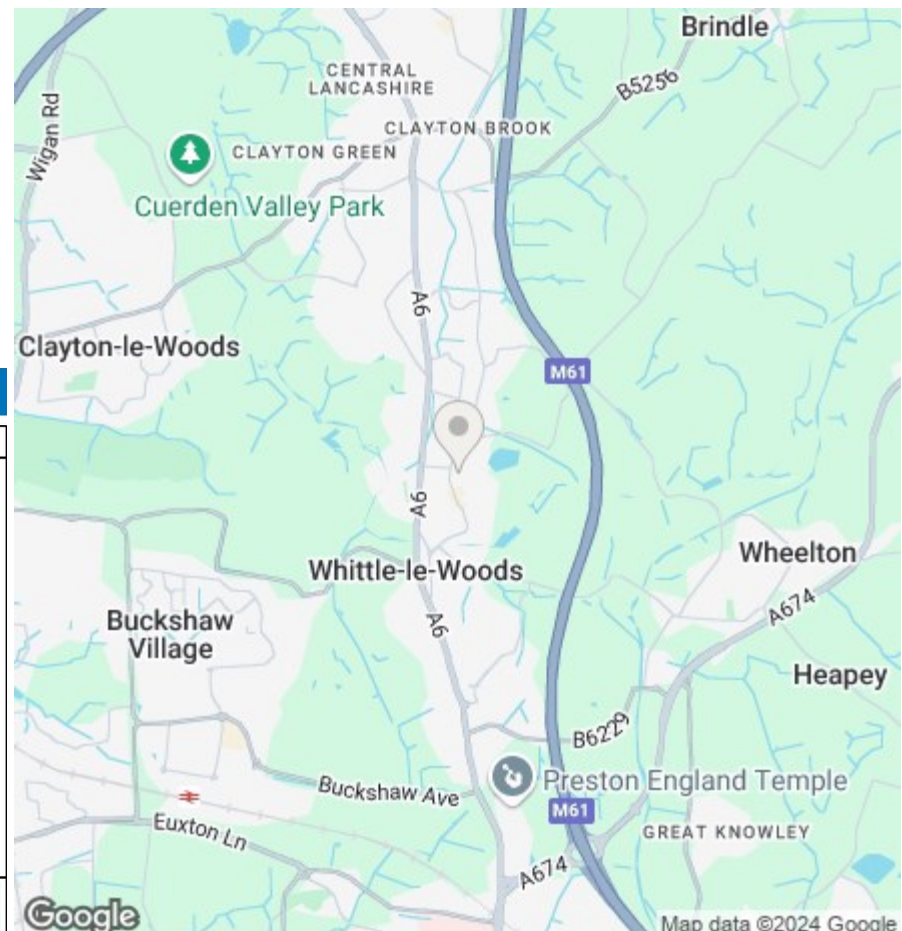 Brindle
CENTRAL
LANCASHIRE
B5256
Wigan Rd
CLAYTON BROOK
CLAYTON GREEN
Cuerden Valley Park
A6
Clayton-le-Woods
M61
A6
Whittle-le-Woods
Wheelton
A674
Buckshaw
Village
A6
Heapey
B6229
Buckshaw Ave
Preston England Temple
M61
Euxton Ln
GREAT KNOWLEY
A674
Google
Map data ©2024 Google